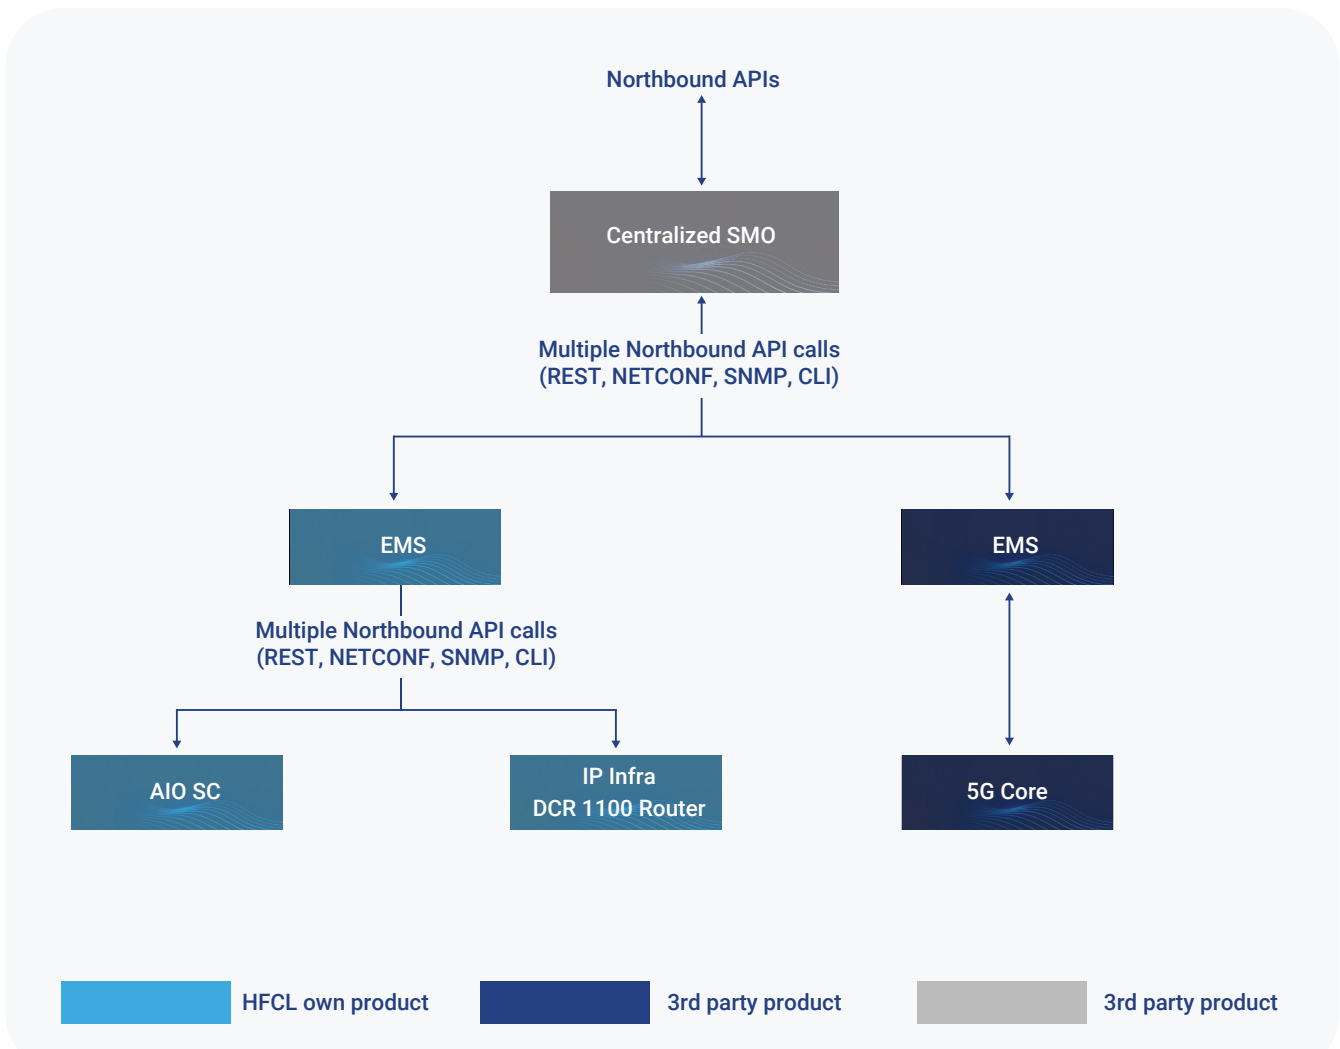 Northbound APIs
Centralized SMO
Multiple Northbound API calls
(REST, NETCONF, SNMP, CLI)
EMS
EMS
Multiple Northbound API calls
(REST, NETCONF, SNMP, CLI)
AIO SC
IP Infra
DCR 1100 Router
5G Core
HFCL own product
3rd party product
3rd party product